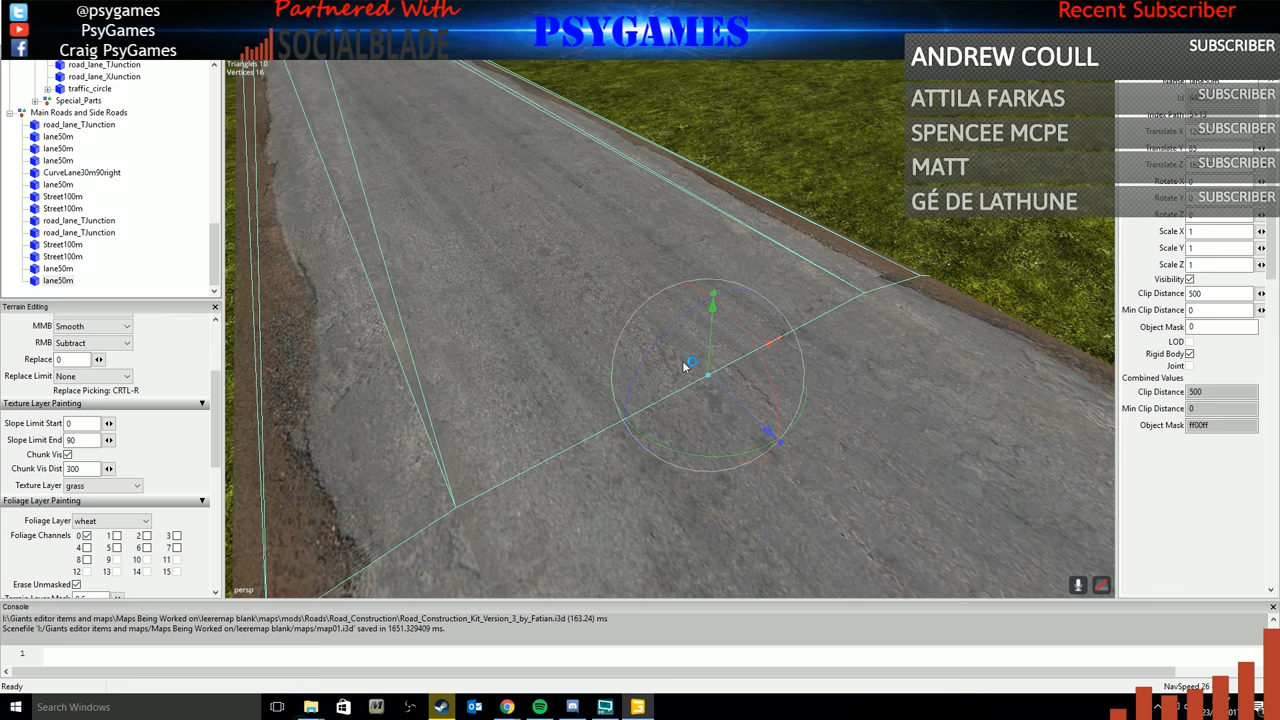 @psygames
PsyGames
Craig PsyGames
Partnered With
SOCIALBLADE
PSYGAMES
Recent Subscriber
ANDREW COULL SUBSCRIBER
ATTILA FARKAS SUBSCRIBER
SPENCEE MCPE SUBSCRIBER
MATT SUBSCRIBER
GÉ DE LATHUNE SUBSCRIBER
road_lane_TJunction
road_lane_XJunction
traffic_circle
Special_Parts
Main Roads and Side Roads
road_lane_TJunction
lane50m
lane50m
lane50m
CurveLane30m90right
lane50m
Street100m
Street100m
road_lane_TJunction
road_lane_TJunction
Street100m
Street100m
lane50m
lane50m
Terrain Editing
MMB Smooth
RMB Subtract
Replace 0
Replace Limit None
Replace Picking: CRTL-R
Texture Layer Painting
Slope Limit Start 0
Slope Limit End 90
Chunk Vis
Chunk Vis Dist 300
Texture Layer grass
Foliage Layer Painting
Foliage Layer wheat
Foliage Channels 0 1 2 3
4 5 6 7
8 9 10 11
12 13 14 15
Erase Unmasked
Triangles 10
Vertices 16
persp
Translate X
Rotate X
Scale X 1
Scale Y 1
Scale Z 1
Visibility
Clip Distance 500
Min Clip Distance 0
Object Mask 0
LOD
Rigid Body
Joint
Combined Values
Clip Distance 500
Min Clip Distance 0
Object Mask ff00ff
Console
I:\Giants editor items and maps\Maps Being Worked on\leeremap blank\maps\mods\Roads\Road_Construction\Road_Construction_Kit_Version_3_by_Fatian.i3d (163.24) ms
Scenefile 'I:/Giants editor items and maps/Maps Being Worked on/leeremap blank/maps/map01.i3d' saved in 1651.329409 ms.
1
Ready
NavSpeed 26
Search Windows